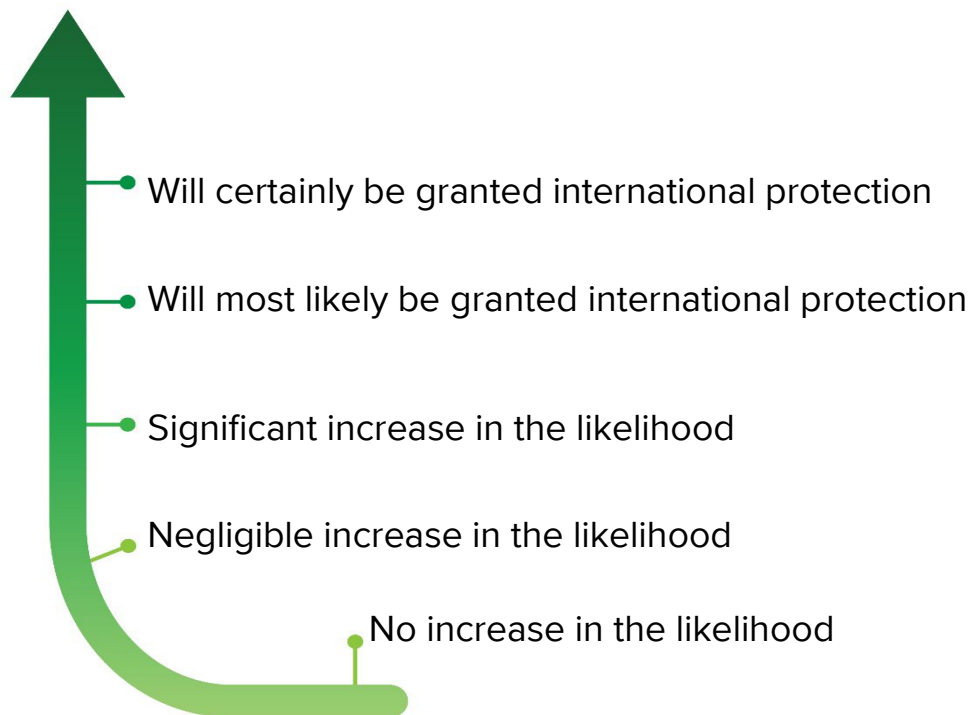 Will certainly be granted international protection
Will most likely be granted international protection
Significant increase in the likelihood
Negligible increase in the likelihood
No increase in the likelihood